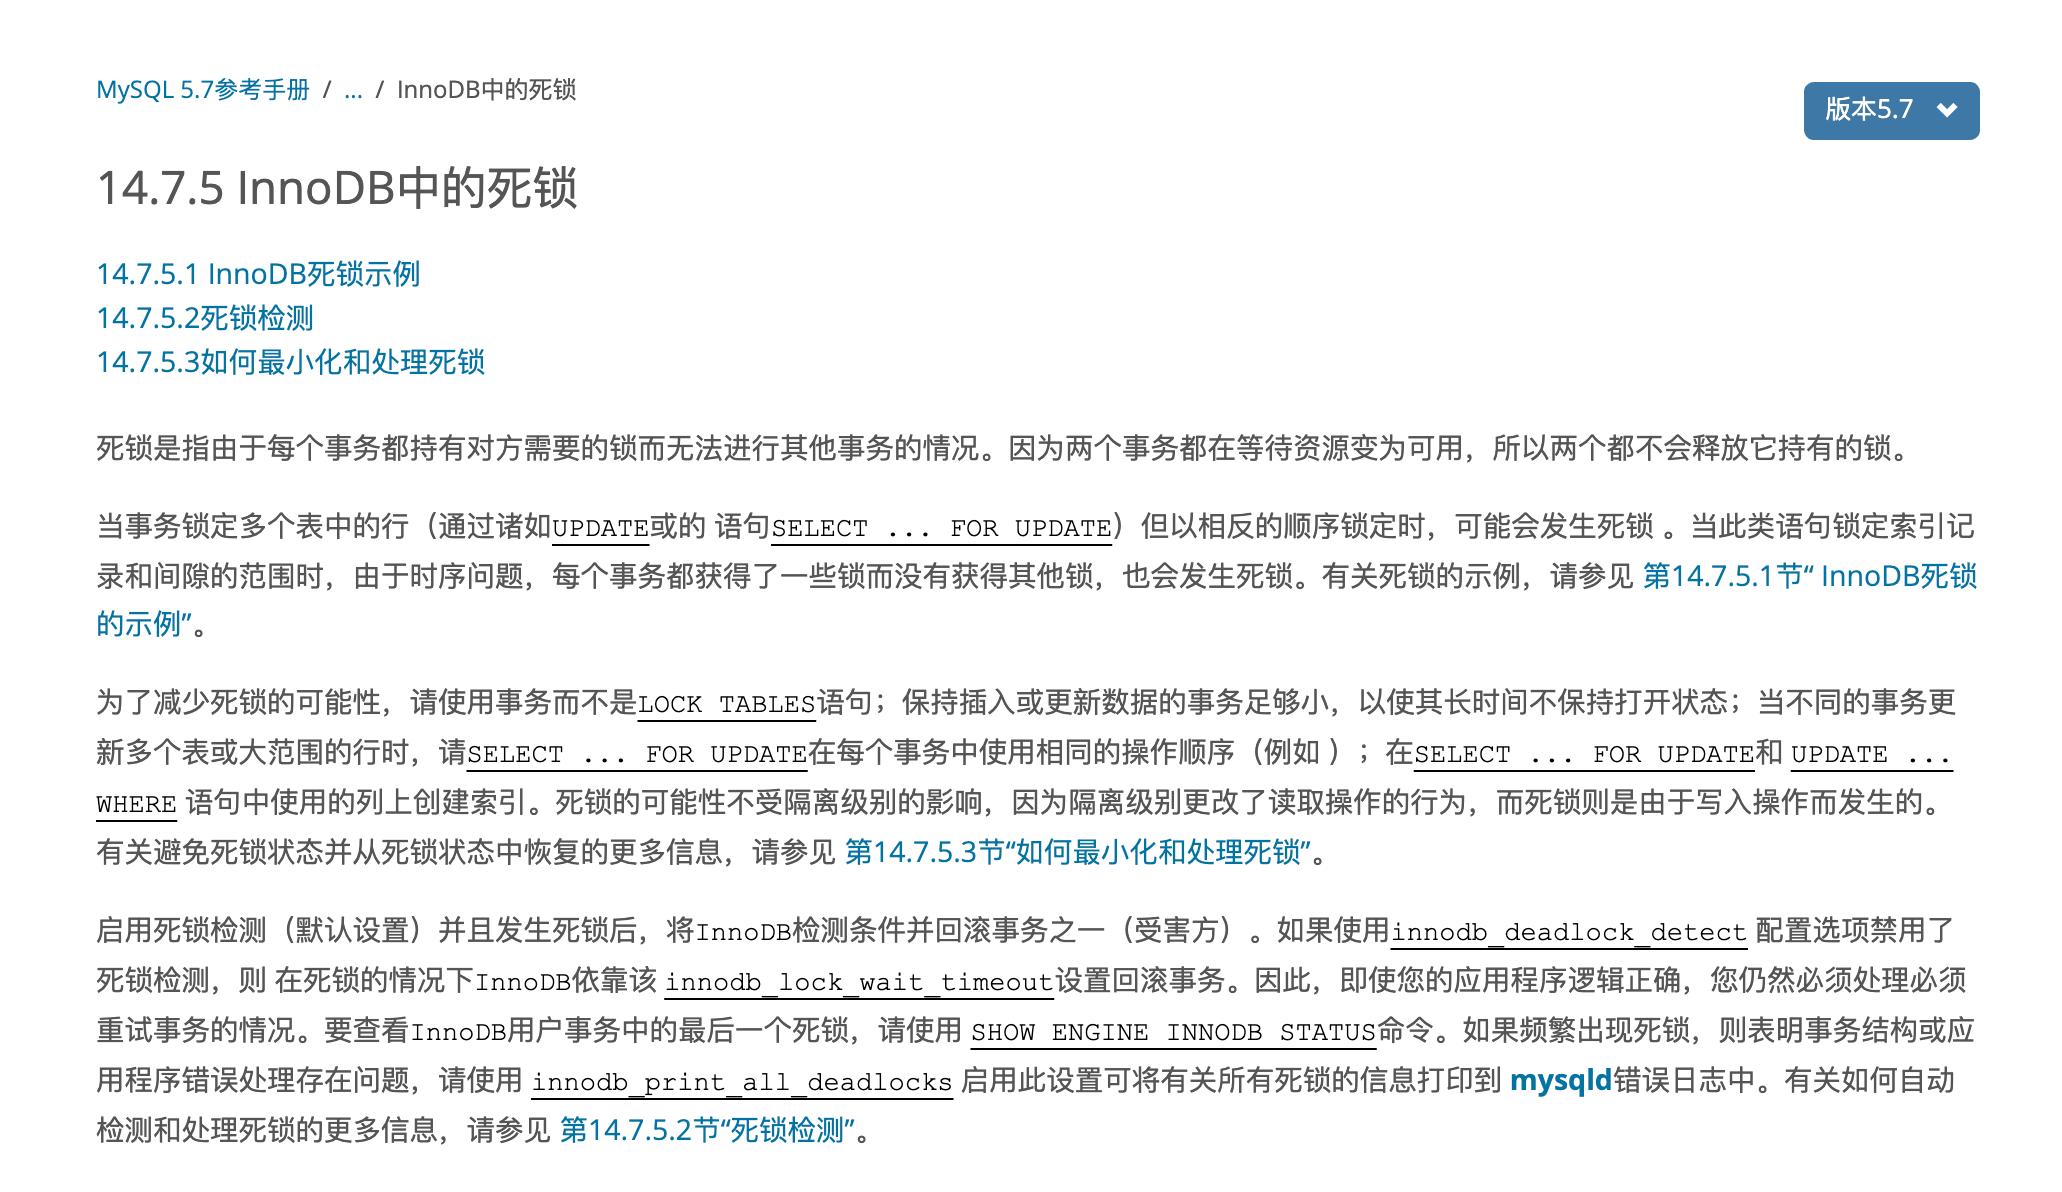 MySQL 5.7参考手册 / ... / InnoDB中的死锁
版本5.7
14.7.5 InnoDB中的死锁
14.7.5.1 InnoDB死锁示例
14.7.5.2死锁检测
14.7.5.3如何最小化和处理死锁
死锁是指由于每个事务都持有对方需要的锁而无法进行其他事务的情况。因为两个事务都在等待资源变为可用，所以两个都不会释放它持有的锁。
当事务锁定多个表中的行（通过诸如UPDATE或的 语句SELECT ... FOR UPDATE）但以相反的顺序锁定时，可能会发生死锁 。当此类语句锁定索引记
录和间隙的范围时，由于时序问题，每个事务都获得了一些锁而没有获得其他锁，也会发生死锁。有关死锁的示例，请参见 第14.7.5.1节“ InnoDB死锁
的示例”。
为了减少死锁的可能性，请使用事务而不是LOCK TABLES语句；保持插入或更新数据的事务足够小，以使其长时间不保持打开状态；当不同的事务更
新多个表或大范围的行时，请SELECT ... FOR UPDATE在每个事务中使用相同的操作顺序（例如 ）；在SELECT ... FOR UPDATE和 UPDATE ...
WHERE 语句中使用的列上创建索引。死锁的可能性不受隔离级别的影响，因为隔离级别更改了读取操作的行为，而死锁则是由于写入操作而发生的。
有关避免死锁状态并从死锁状态中恢复的更多信息，请参见 第14.7.5.3节“如何最小化和处理死锁”。
启用死锁检测（默认设置）并且发生死锁后，将InnoDB检测条件并回滚事务之一（受害方）。如果使用innodb_deadlock_detect 配置选项禁用了
死锁检测，则 在死锁的情况下InnoDB依靠该 innodb_lock_wait_timeout设置回滚事务。因此，即使您的应用程序逻辑正确，您仍然必须处理必须
重试事务的情况。要查看InnoDB用户事务中的最后一个死锁，请使用 SHOW ENGINE INNODB STATUS命令。如果频繁出现死锁，则表明事务结构或应
用程序错误处理存在问题，请使用 innodb_print_all_deadlocks 启用此设置可将有关所有死锁的信息打印到 mysqld错误日志中。有关如何自动
检测和处理死锁的更多信息，请参见 第14.7.5.2节“死锁检测”。